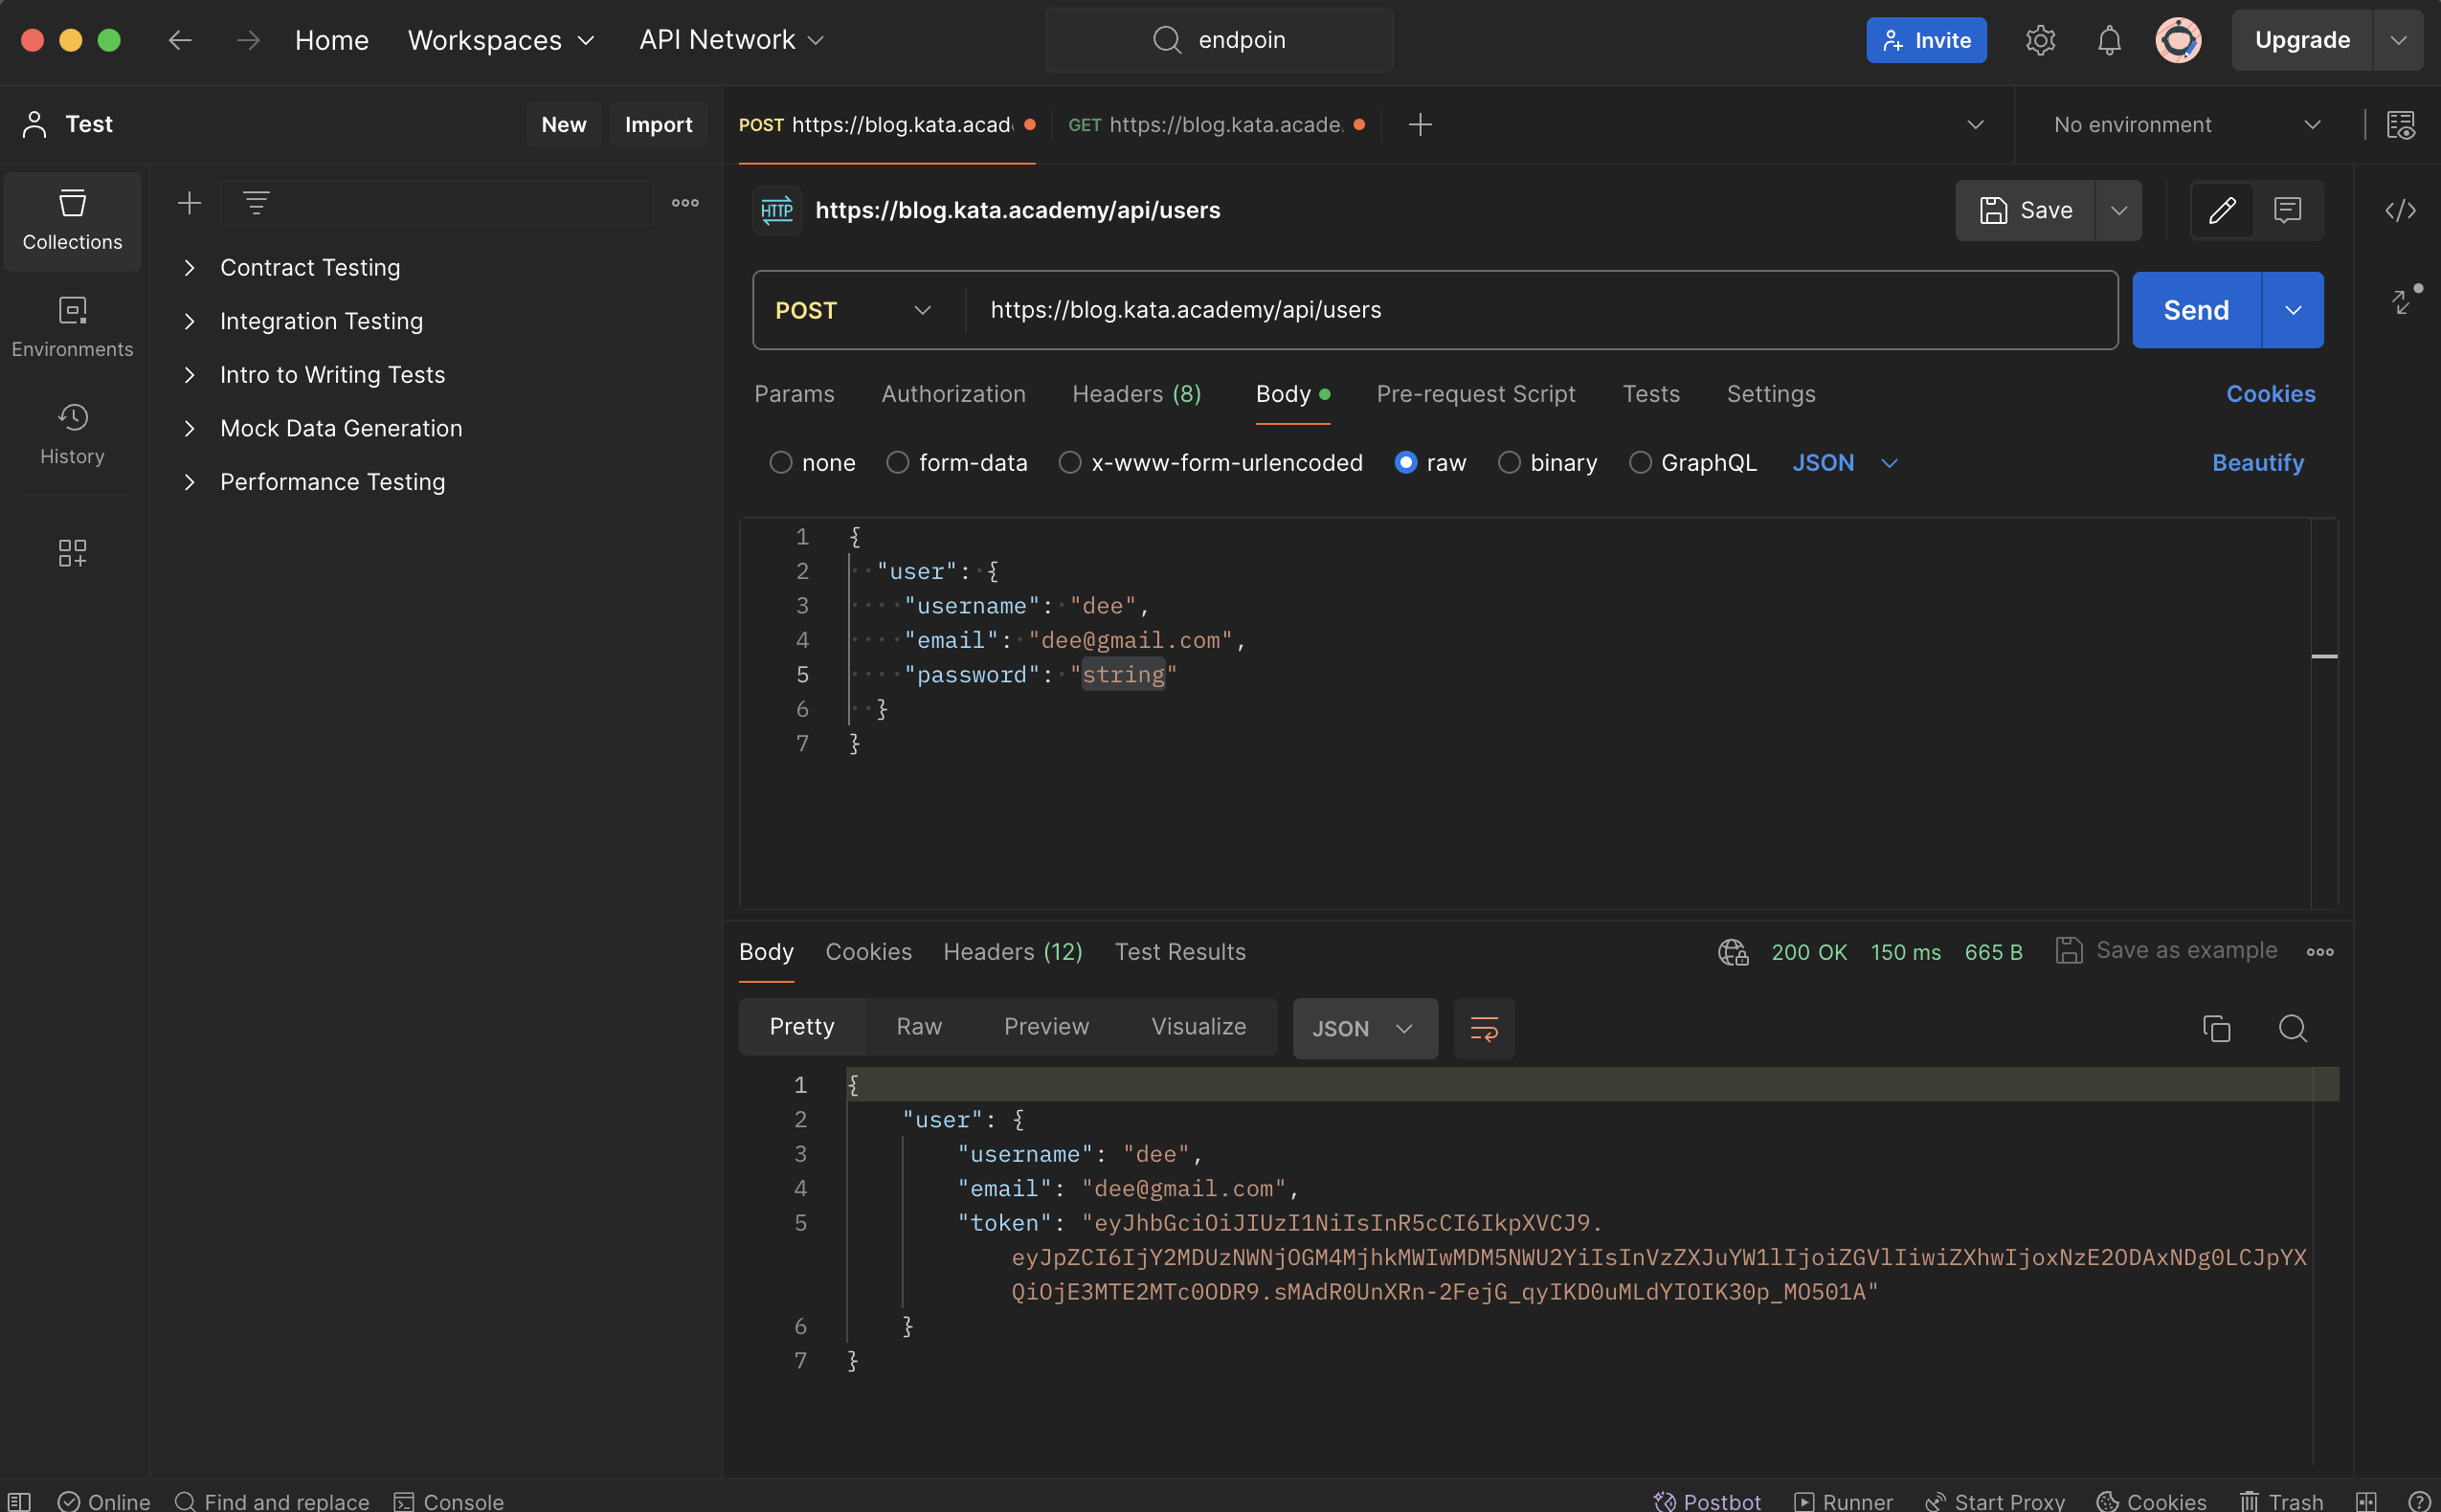 Home Workspaces API Network endpoin Invite Upgrade
Test New Import
POST https://blog.kata.acad GET https://blog.kata.acade. No environment
Collections
Environments
History
Contract Testing
Integration Testing
Intro to Writing Tests
Mock Data Generation
Performance Testing
HTTP https://blog.kata.academy/api/users Save
POST https://blog.kata.academy/api/users Send
Params Authorization Headers (8) Body Pre-request Script Tests Settings Cookies
none form-data x-www-form-urlencoded raw binary GraphQL JSON Beautify
1 {
2 "user": {
3 "username": "dee",
4 "email": "dee@gmail.com",
5 "password": "string"
6 }
7 }
Body Cookies Headers (12) Test Results 200 OK 150 ms 665 B Save as example
Pretty Raw Preview Visualize JSON
1 {
2 "user": {
3 "username": "dee",
4 "email": "dee@gmail.com",
5 "token": "eyJhbGciOiJIUzI1NiIsInR5cCI6IkpXVCJ9.
eyJpZCI6IjY2MDUzNWNjOGM4MjhkMWIwMDM5NWU2YiIsInVzZXJuYW1lIjoiZGVlIiwiZXhwIjoxNzE2ODAxNDg0LCJpYX
QiOjE3MTE2MTc0ODR9.sMAdR0UnXRn-2FejG_qyIKD0uMLdYIOIK30p_MO501A"
6 }
7 }
Online Find and replace Console Postbot Runner Start Proxy Cookies Trash